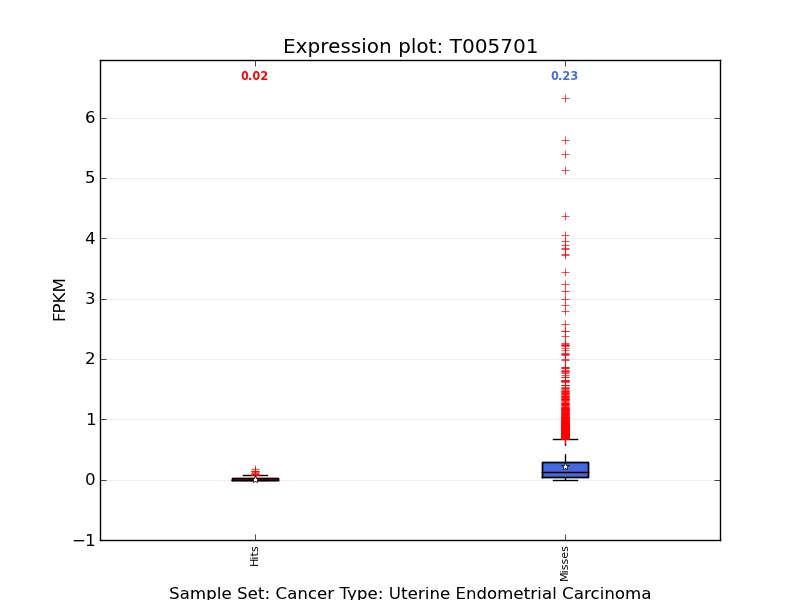 Expression plot: T005701
0.02
0.23
6
5
4
3
2
1
0
−1
FPKM
Hits
Misses
Sample Set: Cancer Type: Uterine Endometrial Carcinoma